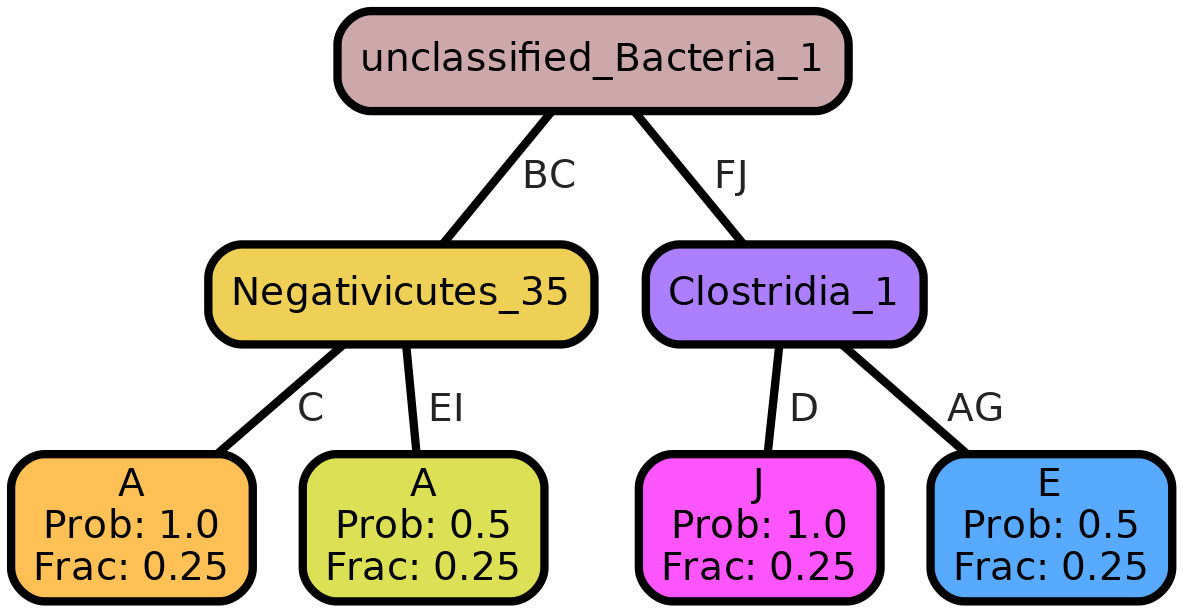 unclassified_Bacteria_1
BC
FJ
Negativicutes_35
Clostridia_1
C
EI
D
AG
A
Prob: 1.0
Frac: 0.25
A
Prob: 0.5
Frac: 0.25
J
Prob: 1.0
Frac: 0.25
E
Prob: 0.5
Frac: 0.25